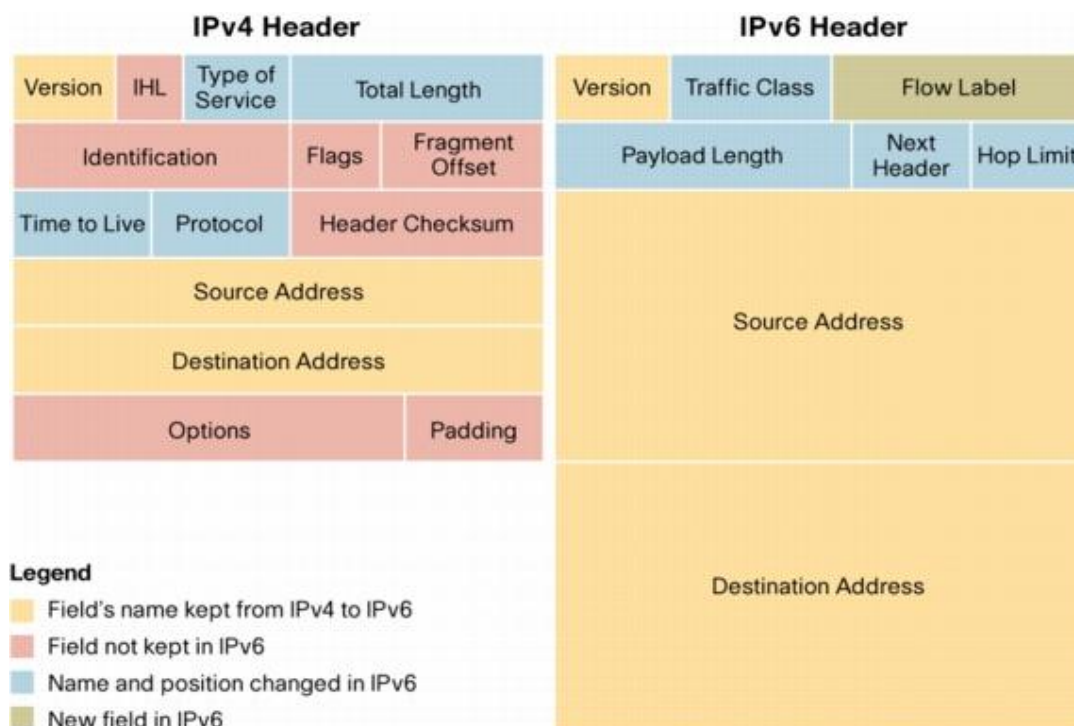 IPv4 Header
IPv6 Header
Version
IHL
Type of
Service
Total Length
Version
Traffic Class
Flow Label
Identification
Flags
Fragment
Offset
Payload Length
Next
Header
Hop Limit
Time to Live
Protocol
Header Checksum
Source Address
Source Address
Destination Address
Options
Padding
Destination Address
Legend
Field's name kept from IPv4 to IPv6
Field not kept in IPv6
Name and position changed in IPv6
New field in IPv6